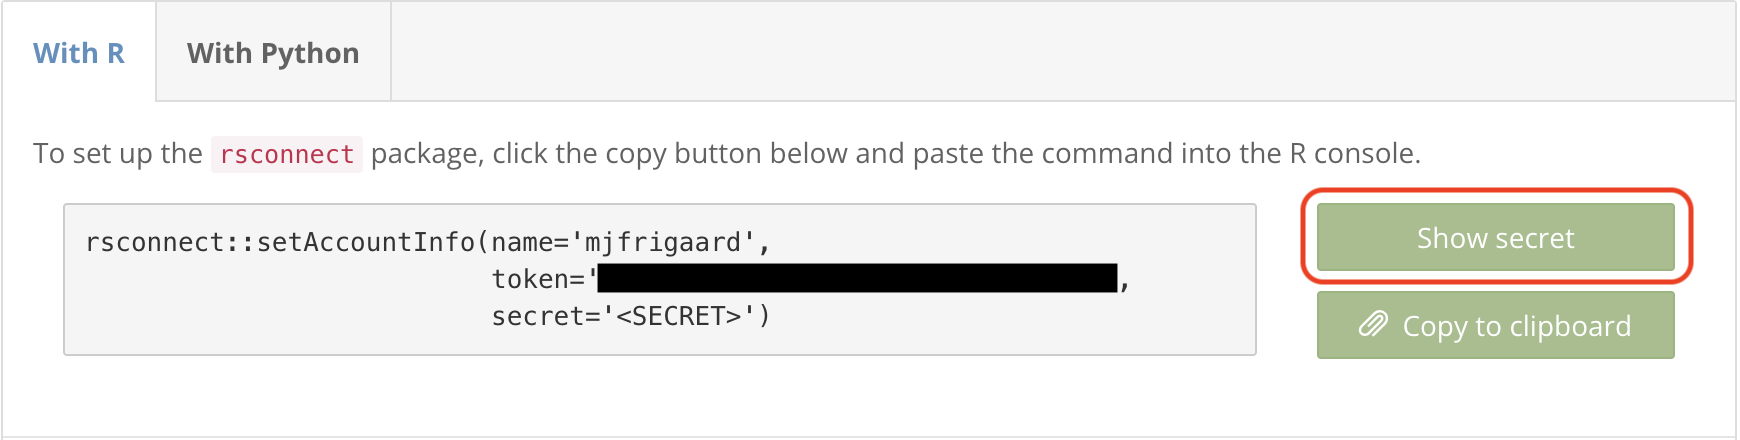 With R
With Python
To set up the rsconnect package, click the copy button below and paste the command into the R console.
rsconnect::setAccountInfo(name='mjfrigaard',
token=' ,
secret='<SECRET>')
Show secret
Copy to clipboard